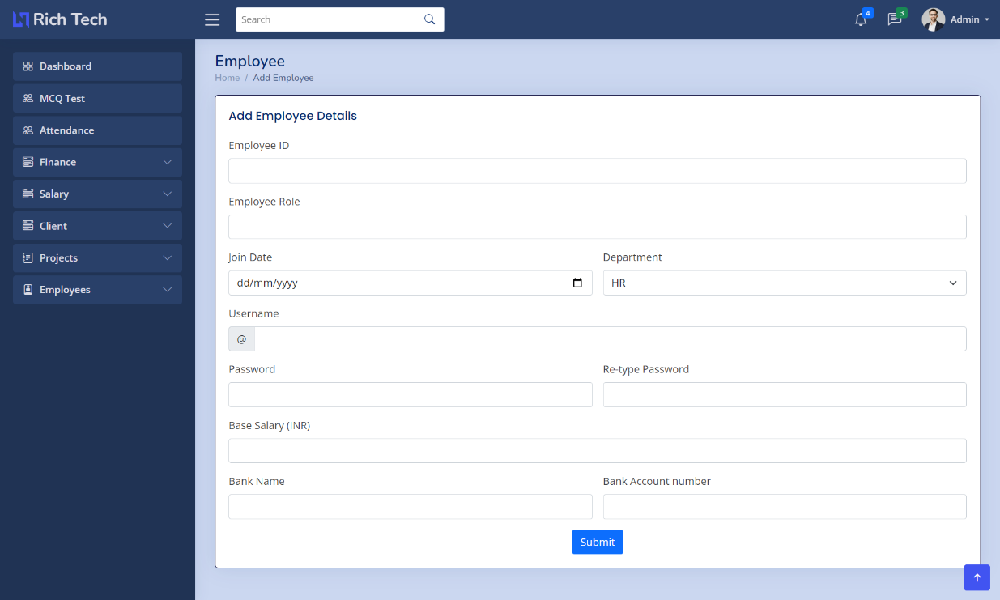 Rich Tech
Search
4
3
Admin
Dashboard
MCQ Test
Attendance
Finance
Salary
Client
Projects
Employees
Employee
Home / Add Employee
Add Employee Details
Employee ID
Employee Role
Join Date
Department
dd/mm/yyyy
HR
Username
@
Password
Re-type Password
Base Salary (INR)
Bank Name
Bank Account number
Submit